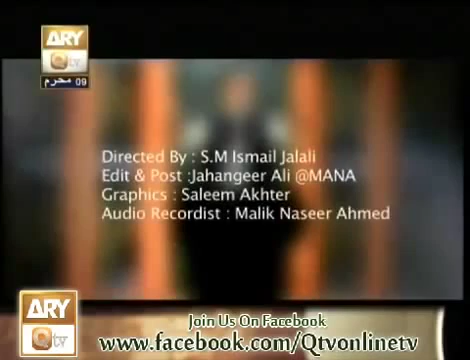 ARY
Qtv
محرم 09
Directed By : S.M Ismail Jalali
Edit & Post :Jahangeer Ali @MANA
Graphics : Saleem Akhter
Audio Recordist : Malik Naseer Ahmed
ARY
Qtv
Join Us On Facebook
www.facebook.com/Qtvonlinetv